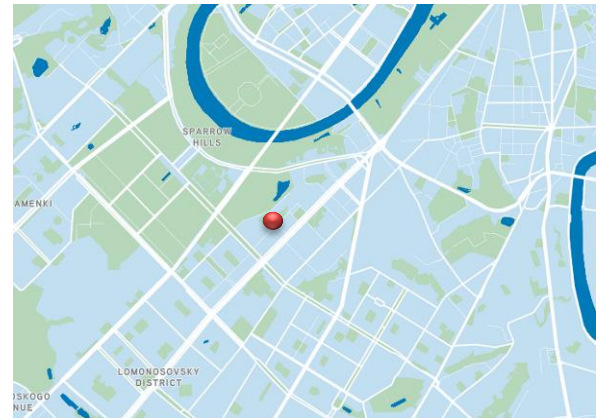 SPARROW
HILLS
AMENKI
LOMONOSOVSKY
DISTRICT
OSKOGO
NUE